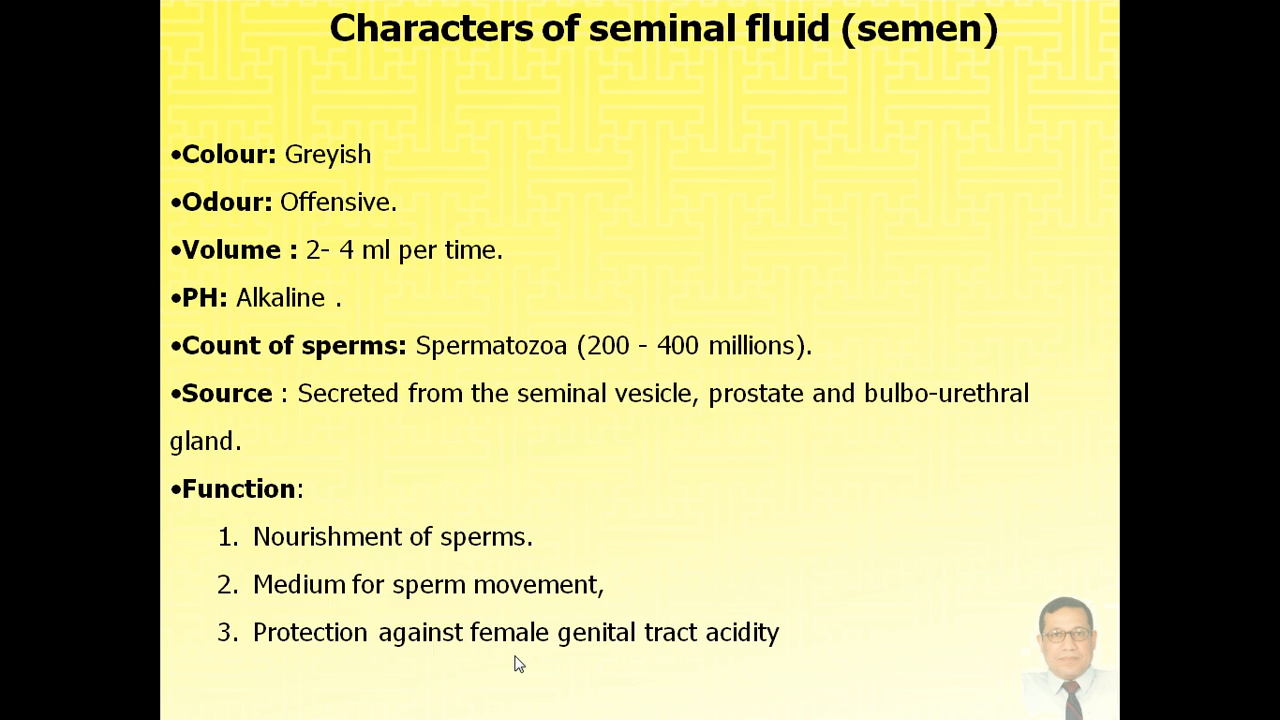 Characters of seminal fluid (semen)
•Colour: Greyish
•Odour: Offensive.
•Volume : 2- 4 ml per time.
•PH: Alkaline .
•Count of sperms: Spermatozoa (200 - 400 millions).
•Source : Secreted from the seminal vesicle, prostate and bulbo-urethral
gland.
•Function:
1. Nourishment of sperms.
2. Medium for sperm movement,
3. Protection against female genital tract acidity